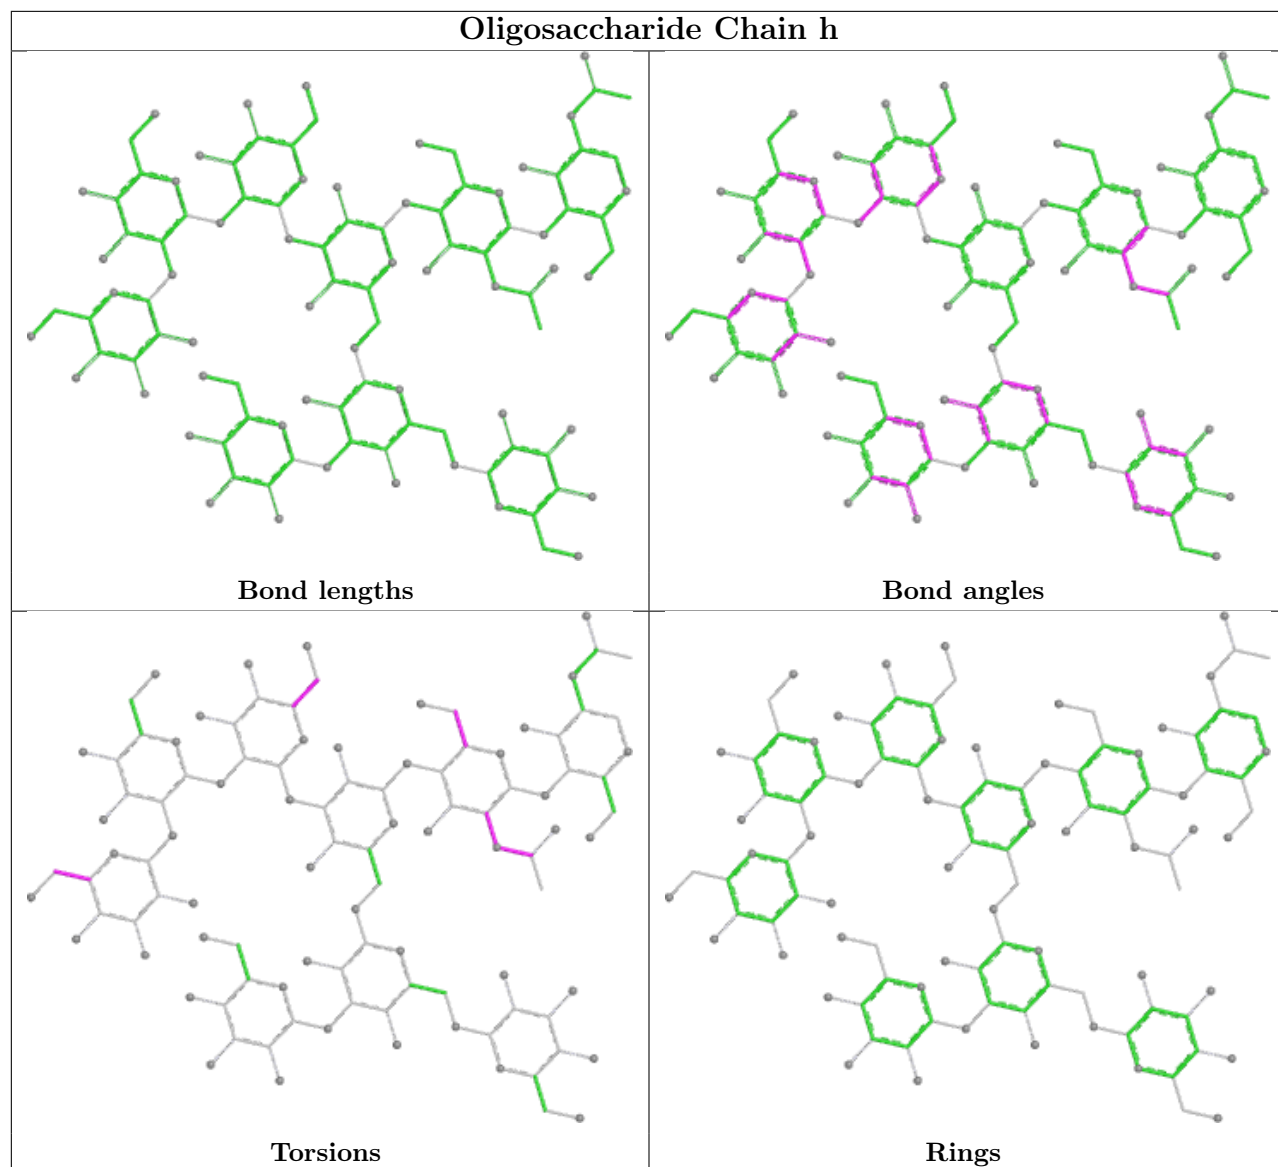 Oligosaccharide Chain h
Bond lengths
Bond angles
Torsions
Rings